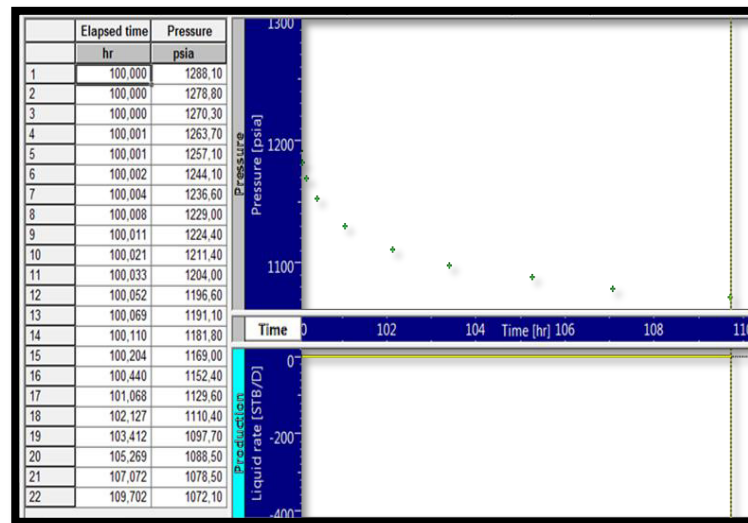 Elapsed time Pressure
hr psia
1 100,000 1288,10
2 100,000 1278,80
3 100,000 1270,30
4 100,001 1263,70
5 100,001 1257,10
6 100,002 1244,10
7 100,004 1236,60
8 100,008 1229,00
9 100,011 1224,40
10 100,021 1211,40
11 100,033 1204,00
12 100,052 1196,60
13 100,069 1191,10
14 100,110 1181,80
15 100,204 1169,00
16 100,440 1152,40
17 101,068 1129,60
18 102,127 1110,40
19 103,412 1097,70
20 105,269 1088,50
21 107,072 1078,50
22 109,702 1072,10
Pressure
Pressure [psia]
1300
1200
1100
Time
0 102 104 Time [hr] 106 108 110
Production
Liquid rate [STB/D]
0
-200
-400